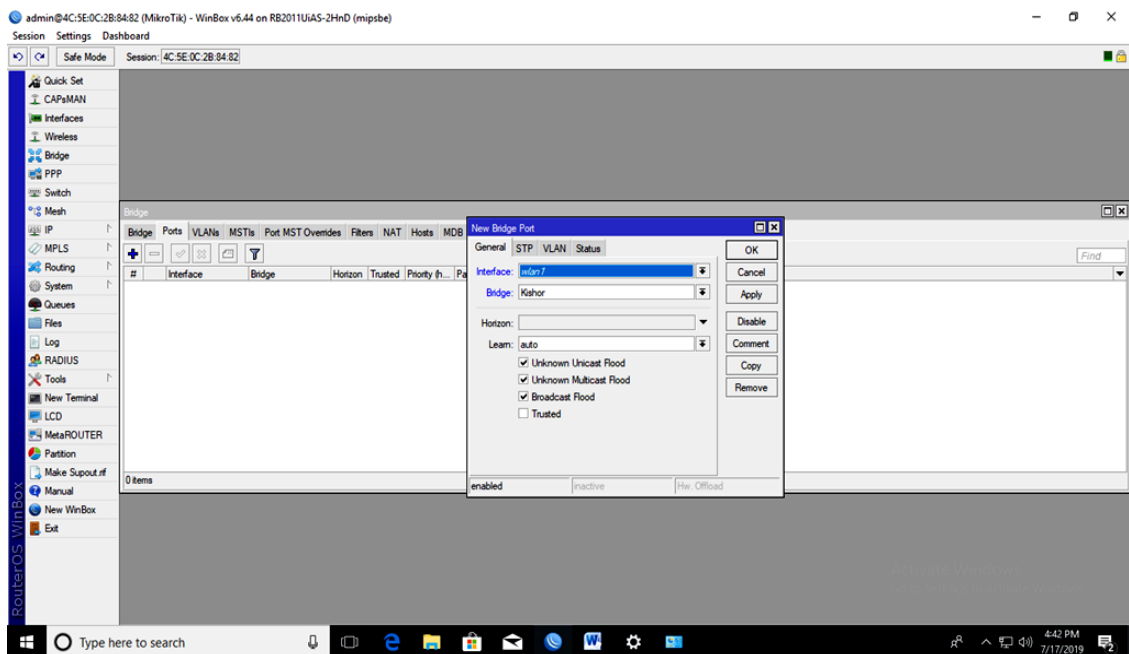 admin@4C:5E:0C:2B:84:82 (MikroTik) - WinBox v6.44 on RB2011UiAS-2HnD (mipsbe)
Session Settings Dashboard
Safe Mode Session: 4C:5E:0C:2B:84:82
Quick Set
CAPsMAN
Interfaces
Wireless
Bridge
PPP
Switch
Mesh
IP
MPLS
Routing
System
Queues
Files
Log
RADIUS
Tools
New Terminal
LCD
MetaROUTER
Partition
Make Supout.rif
Manual
New WinBox
Exit
RouterOS WinBox
Bridge
Bridge Ports VLANs MSTIs Port MST Overrides Filters NAT Hosts MDB
Find
# Interface Bridge Horizon Trusted Priority (h... Pa
0 items
New Bridge Port
General STP VLAN Status
Interface: wlan1
Bridge: Kishor
Horizon:
Learn: auto
Unknown Unicast Flood
Unknown Multicast Flood
Broadcast Flood
Trusted
OK
Cancel
Apply
Disable
Comment
Copy
Remove
enabled inactive Hw. Offload
Activate Windows
Type here to search
4:42 PM
7/17/2019
2